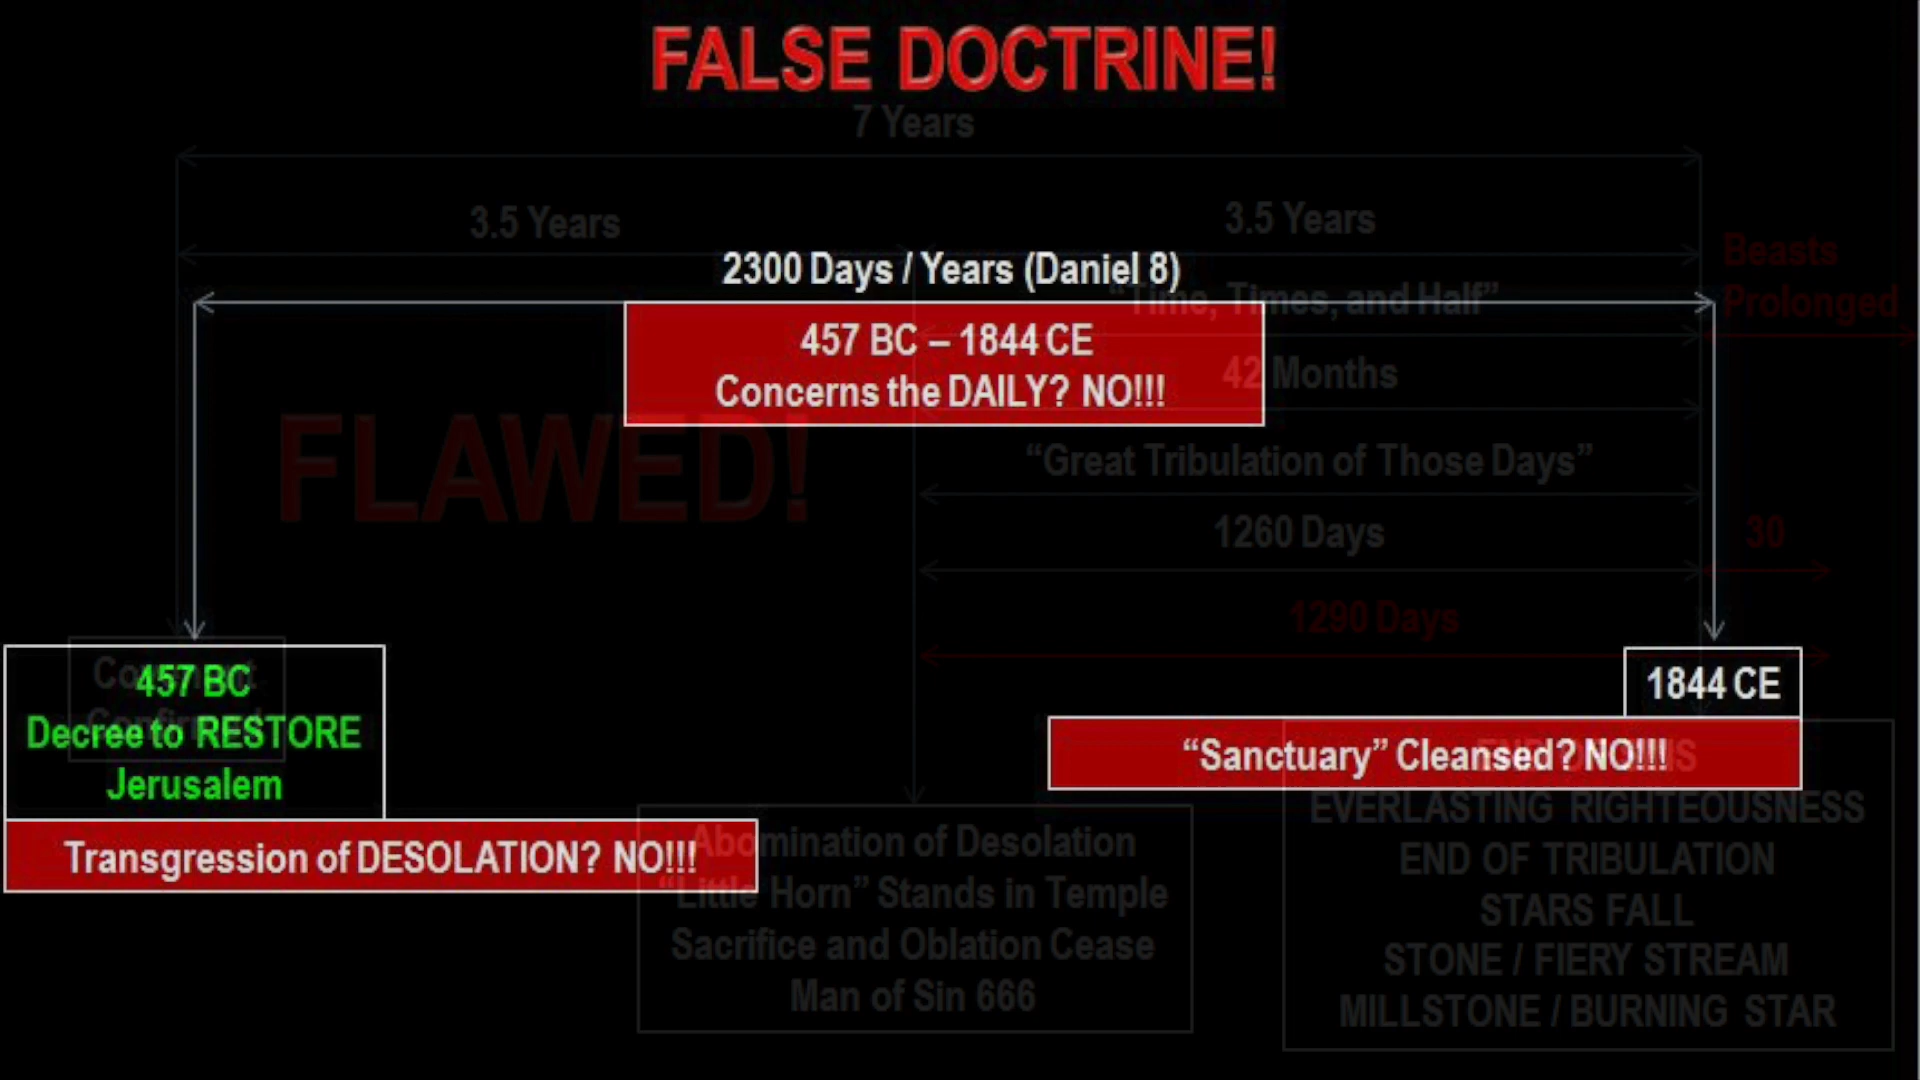 FALSE DOCTRINE!
7 Years
3.5 Years
3.5 Years
Beasts
Prolonged
2300 Days / Years (Daniel 8)
“Time, Times, and Half”
457 BC – 1844 CE
Concerns the DAILY? NO!!!
42 Months
FLAWED!
“Great Tribulation of Those Days”
1260 Days
30
1290 Days
457 BC
Decree to RESTORE
Jerusalem
Transgression of DESOLATION? NO!!!
1844 CE
“Sanctuary” Cleansed? NO!!!
Abomination of Desolation
“Little Horn” Stands in Temple
Sacrifice and Oblation Cease
Man of Sin 666
EVERLASTING RIGHTEOUSNESS
END OF TRIBULATION
STARS FALL
STONE / FIERY STREAM
MILLSTONE / BURNING STAR